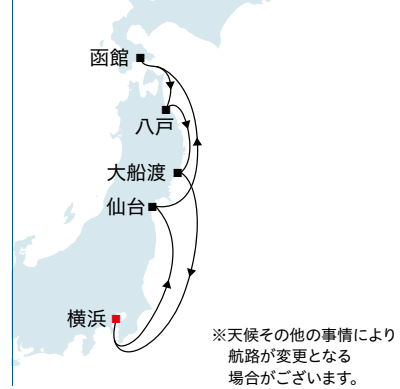 函館
八戸
大船渡
仙台
横浜
※天候その他の事情により
航路が変更となる
場合がございます。